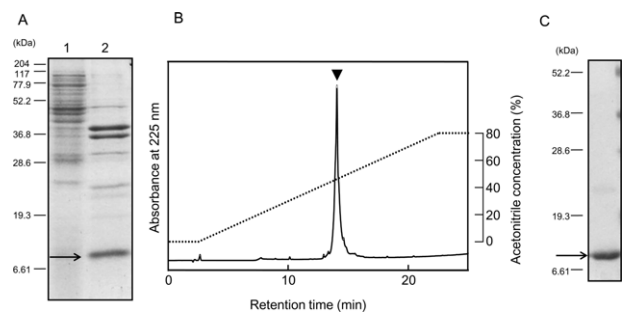 A
(kDa)
1 2
204
117
77.9
52.2
36.8
28.6
19.3
6.61
B
Absorbance at 225 nm
0 10 20
Retention time (min)
80
60
40
20
0
Acetonitrile concentration (%)
C
(kDa)
52.2
36.8
28.6
19.3
6.61